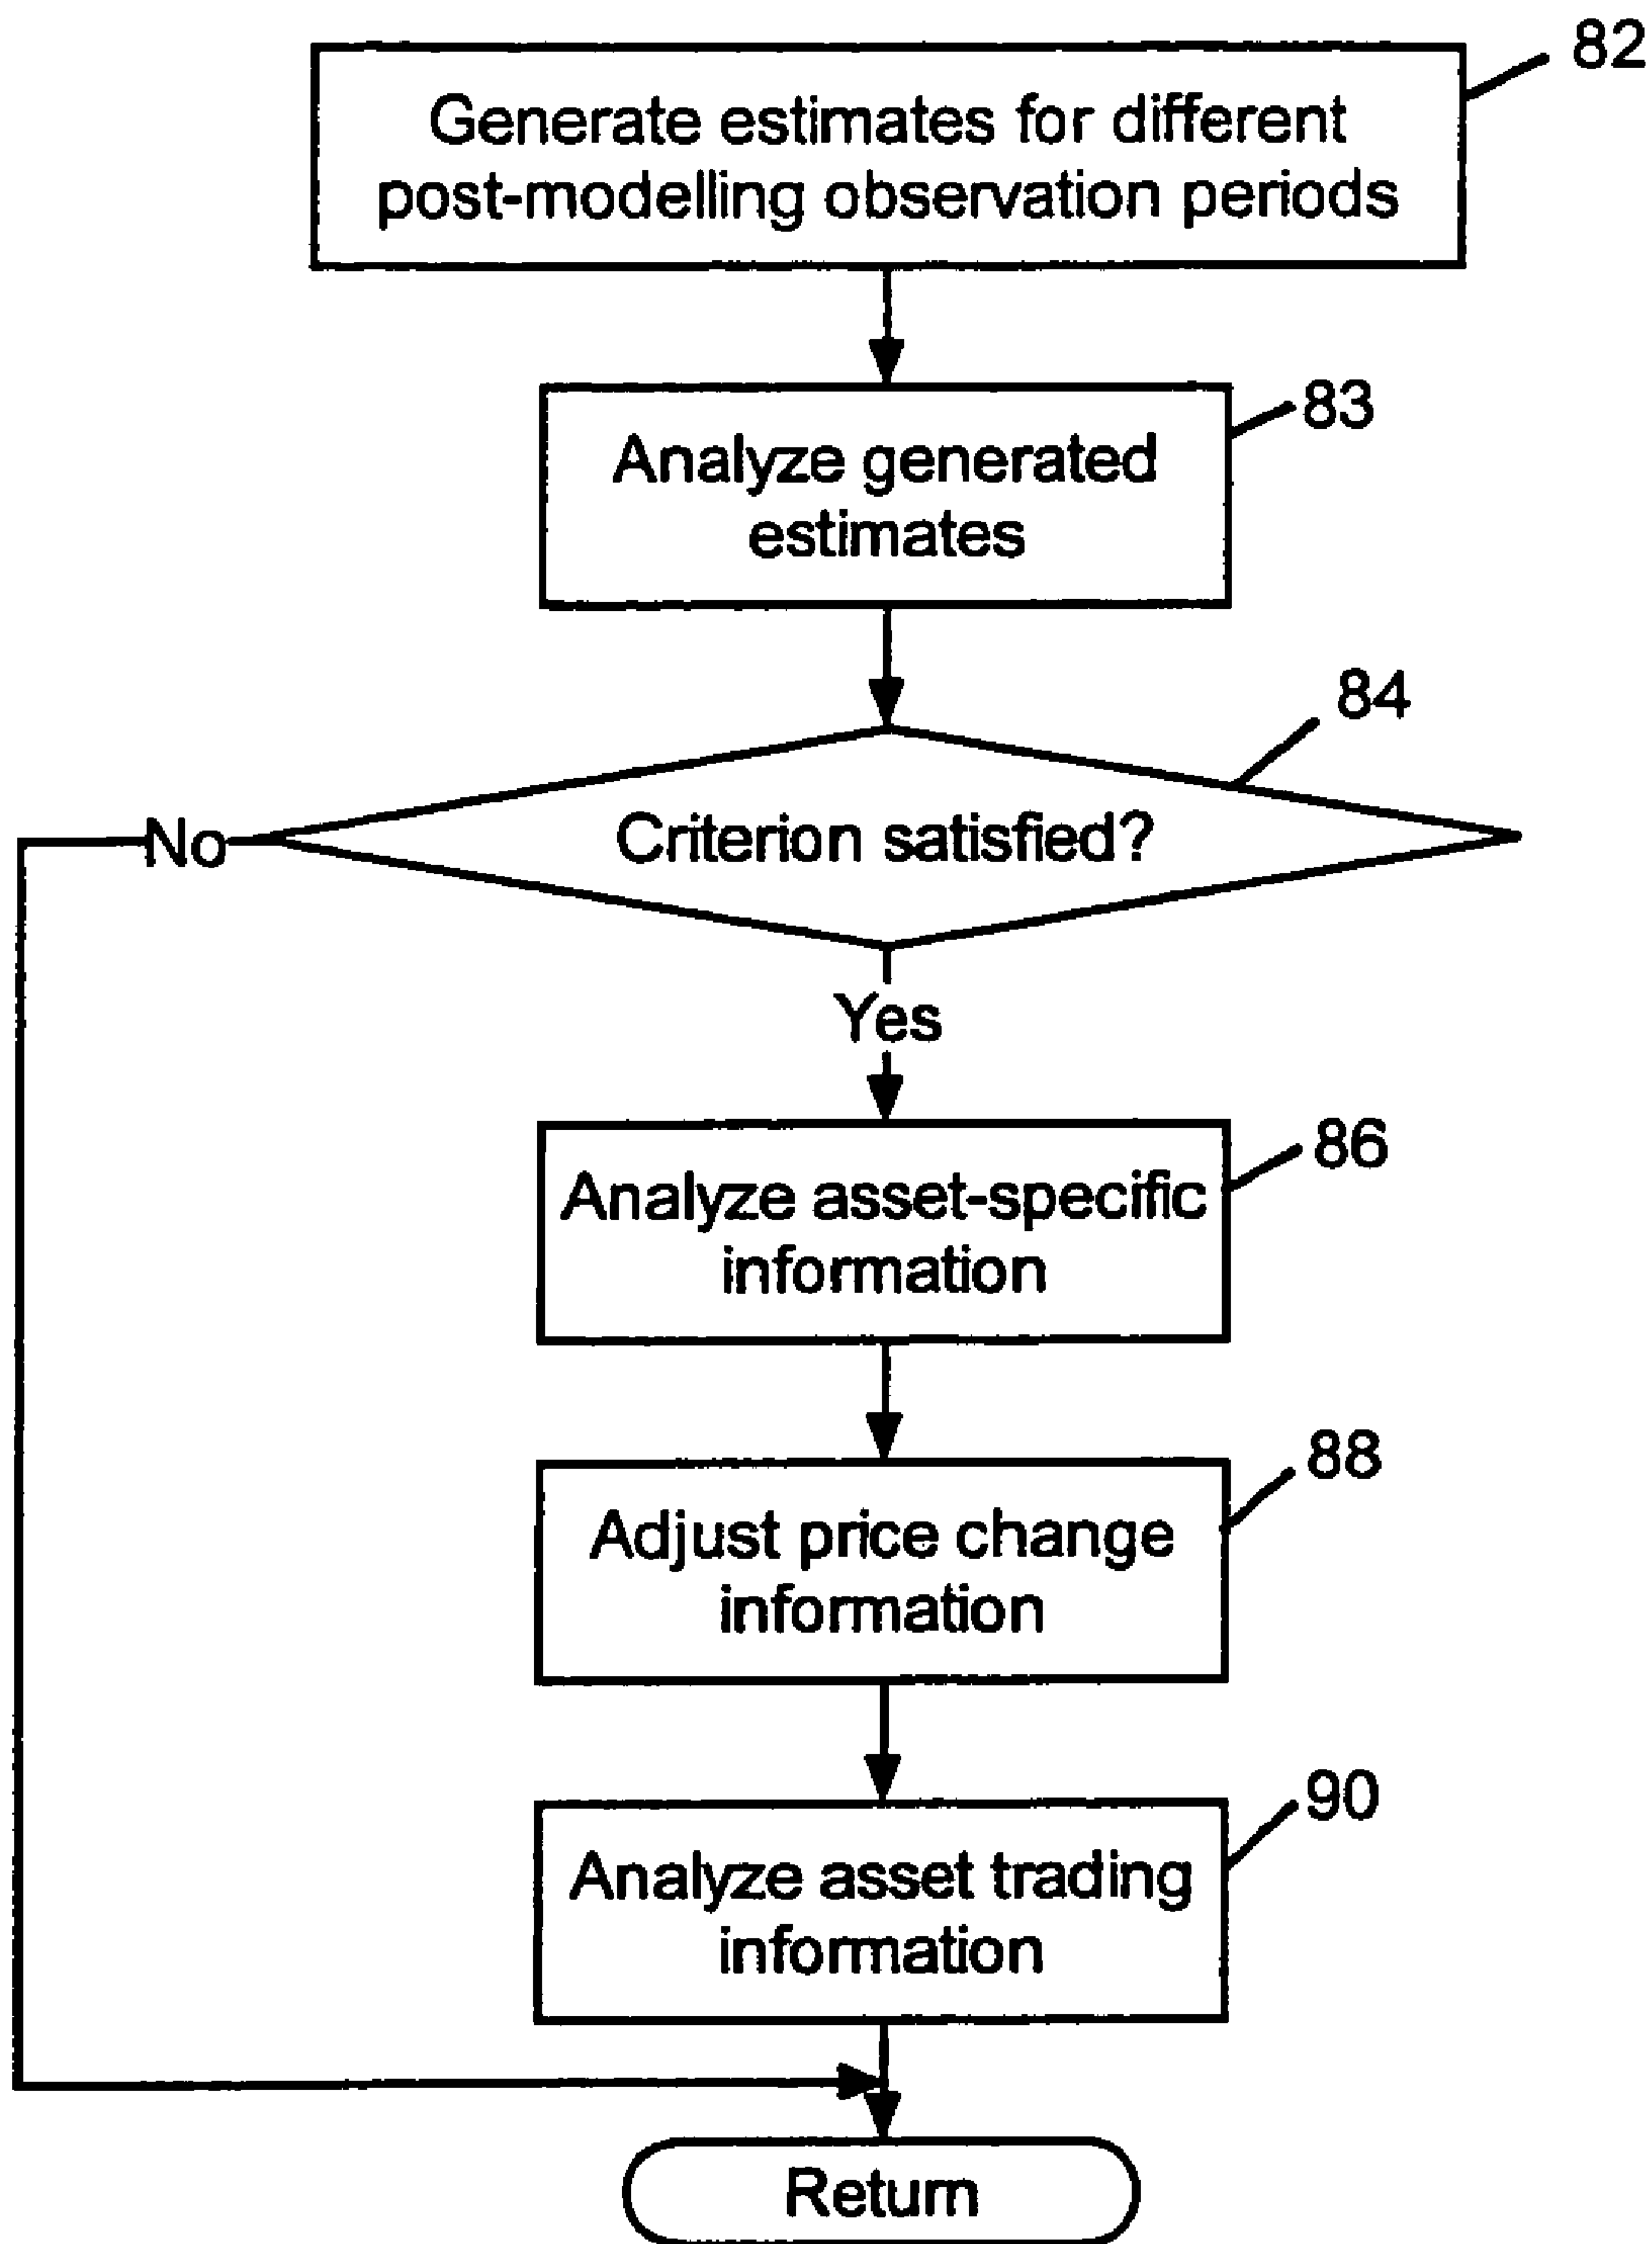 82
Generate estimates for different
post-modelling observation periods
83
Analyze generated
estimates
84
Criterion satisfied?
No
Yes
86
Analyze asset-specific
information
88
Adjust price change
information
90
Analyze asset trading
information
Return